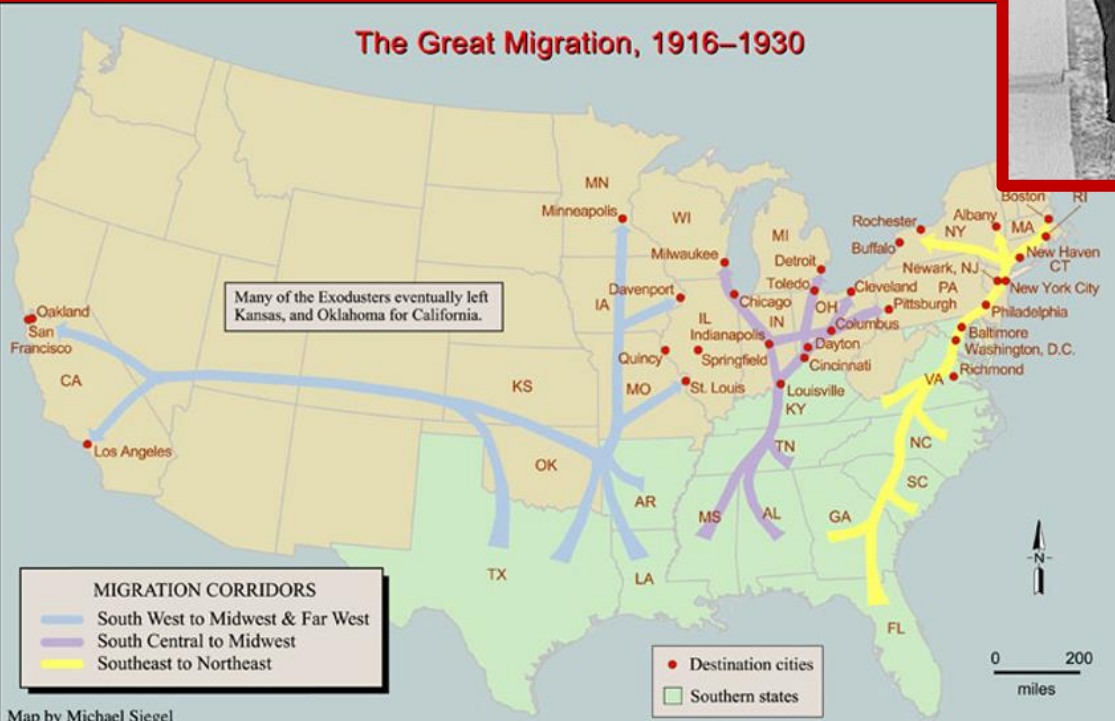 The Great Migration, 1916–1930
Boston
RI
MN
Minneapolis
WI
MI
Rochester
Albany
NY
MA
Buffalo
New Haven
CT
Milwaukee
Detroit
Toledo
Cleveland
Newark, NJ
PA
New York City
Davenport
Chicago
OH
Pittsburgh
Many of the Exodusters eventually left
Kansas, and Oklahoma for California.
IA
IL
IN
Indianapolis
Columbus
Philadelphia
Oakland
San
Francisco
Dayton
Baltimore
Washington, D.C.
Quincy
Springfield
Cincinnati
Richmond
CA
KS
MO
St. Louis
Louisville
KY
VA
Los Angeles
TN
NC
OK
AR
SC
MS
AL
GA
TX
LA
N
FL
MIGRATION CORRIDORS
South West to Midwest & Far West
South Central to Midwest
Southeast to Northeast
Destination cities
Southern states
0 200
miles
Map by Michael Siegel